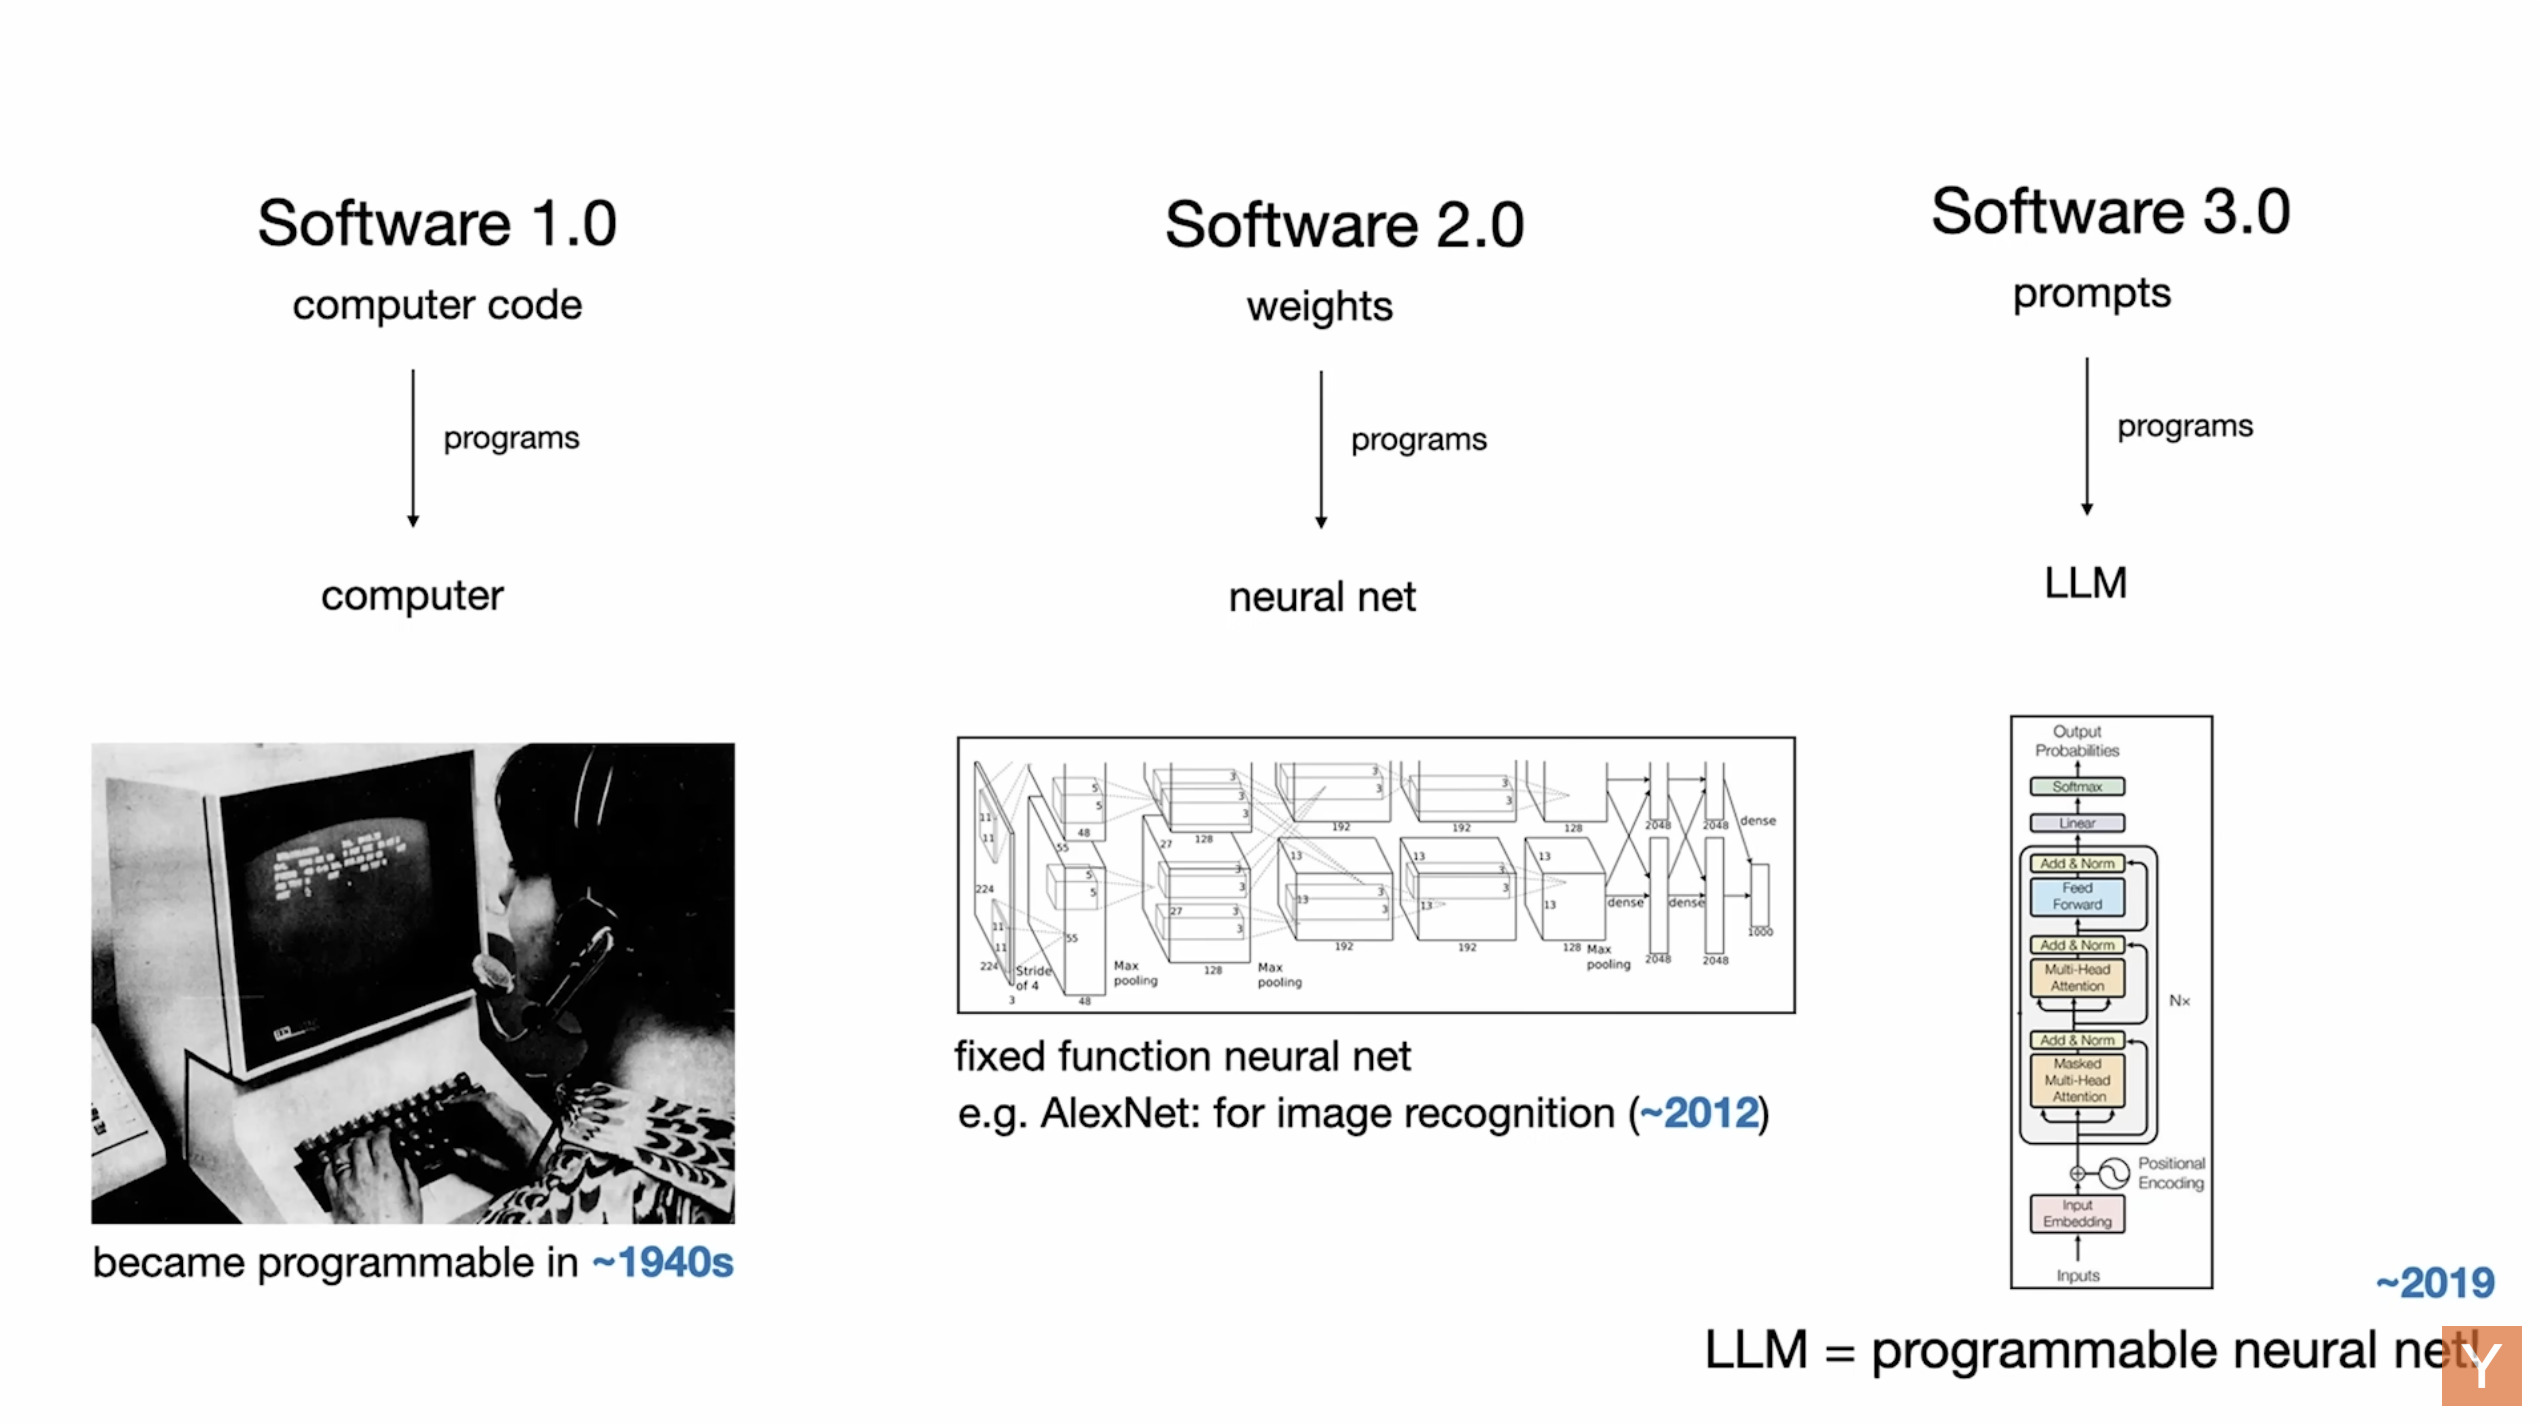 Software 1.0
computer code
programs
computer
became programmable in ~1940s
Software 2.0
weights
programs
neural net
11
11
224
11
11
224
3
Stride
of 4
5
5
48
55
5
5
55
48
Max
pooling
3
3
3
128
27
128
3
3
27
3
3
128
Max
pooling
3
3
192
13
13
3
3
192
3
3
192
13
3
3
13
192
128
13
13
128
Max
pooling
2048
2048
dense
dense
dense
2048
2048
1000
fixed function neural net
e.g. AlexNet: for image recognition (~2012)
Software 3.0
prompts
programs
LLM
Output
Probabilities
Softmax
Linear
Add & Norm
Feed
Forward
Add & Norm
Multi-Head
Attention
Nx
Add & Norm
Masked
Multi-Head
Attention
Positional
Encoding
Input
Embedding
Inputs
~2019
LLM = programmable neural net!
Y